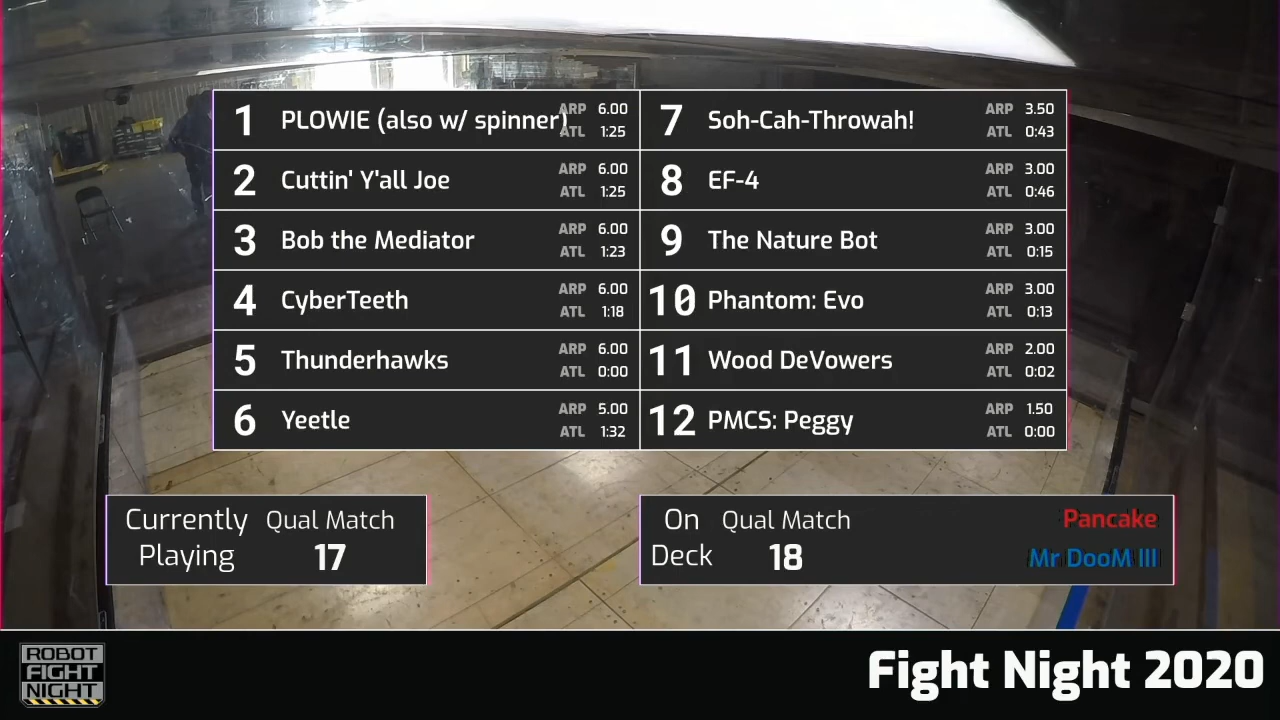 1 PLOWIE (also w/ spinner) ARP 6.00 ATL 1:25
2 Cuttin' Y'all Joe ARP 6.00 ATL 1:25
3 Bob the Mediator ARP 6.00 ATL 1:23
4 CyberTeeth ARP 6.00 ATL 1:18
5 Thunderhawks ARP 6.00 ATL 0:00
6 Yeetle ARP 5.00 ATL 1:32
7 Soh-Cah-Throwah! ARP 3.50 ATL 0:43
8 EF-4 ARP 3.00 ATL 0:46
9 The Nature Bot ARP 3.00 ATL 0:15
10 Phantom: Evo ARP 3.00 ATL 0:13
11 Wood DeVowers ARP 2.00 ATL 0:02
12 PMCS: Peggy ARP 1.50 ATL 0:00
Currently Playing
Qual Match
17
On Deck
Qual Match
18
Pancake
Mr DooM III
ROBOT
FIGHT
NIGHT
Fight Night 2020